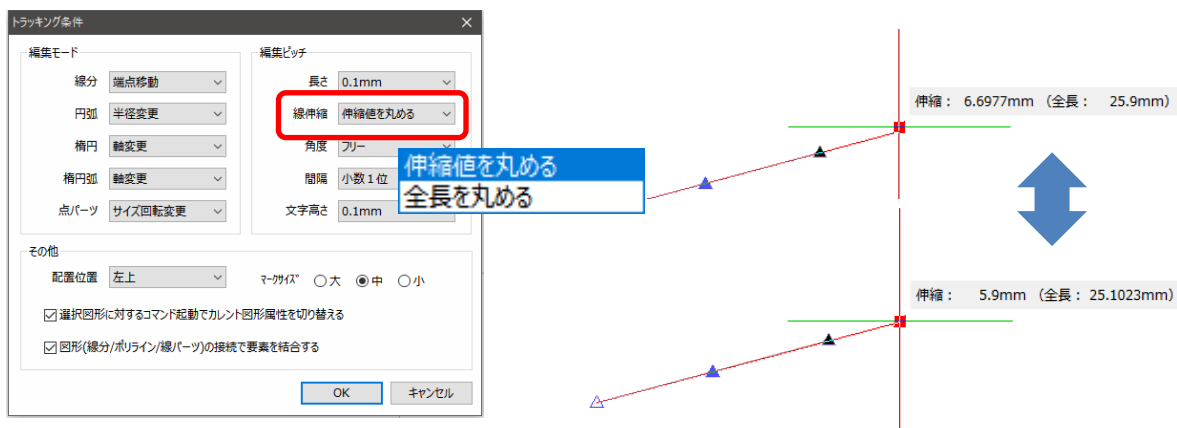 トラッキング条件
編集モード
線分 端点移動
円弧 半径変更
楕円 軸変更
楕円弧 軸変更
点パーツ サイズ回転変更
編集ピッチ
長さ 0.1mm
線伸縮 伸縮値を丸める
角度 フリー
間隔 小数1位
文字高さ 0.1mm
伸縮値を丸める
全長を丸める
その他
配置位置 左上
マークサイズ 大 中 小
選択図形に対するコマンド起動でカレント図形属性を切り替える
図形(線分/ポリライン/線パーツ)の接続で要素を結合する
OK キャンセル
伸縮： 6.6977mm （全長： 25.9mm）
伸縮： 5.9mm （全長： 25.1023mm）